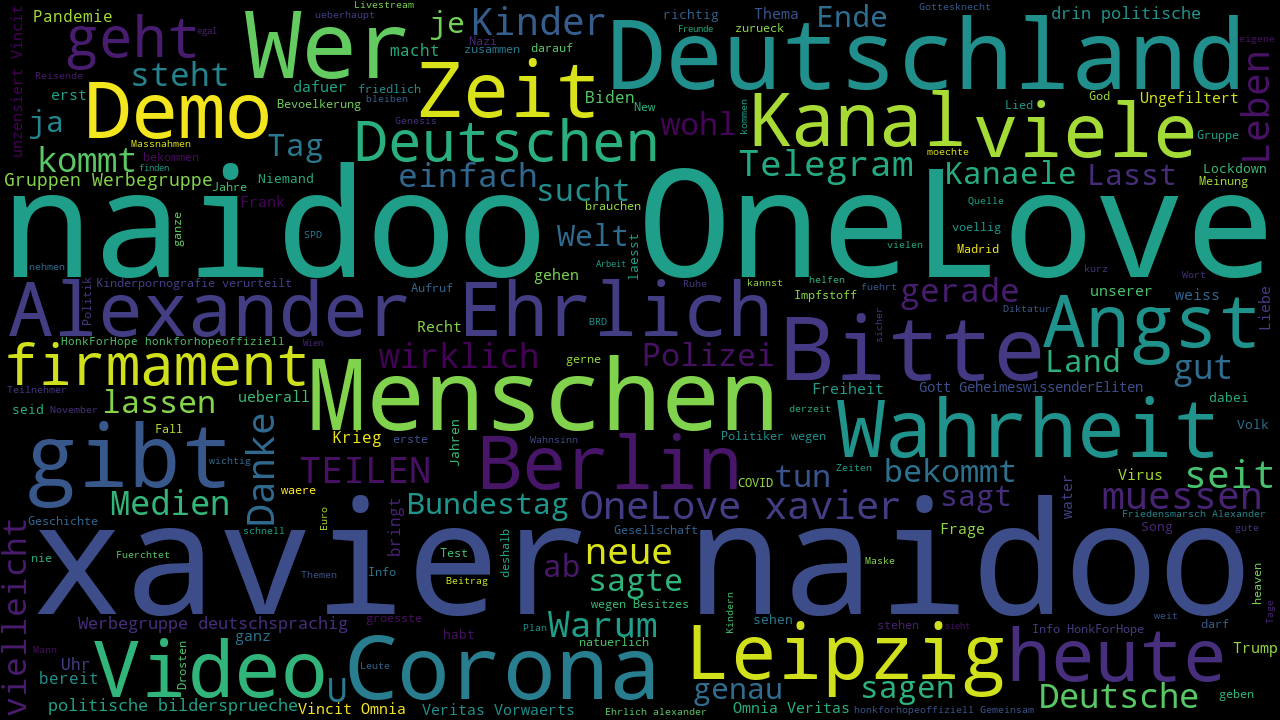 Pandemie
geht
Wer
je
Kinder
ueberhaupt
Livestream
egal
richtig
Thema
Ende
Gottesknecht
drin politische
unzensiert Vincit
Reisende
steht
macht
Nazi
zusammen
darauf
zurueck
Freunde
Deutschland
eigene
erst
Demo
dafuer
friedlich
Bevoelkerung
bleiben
Zeit
Biden
New
God
Ungefiltert
Leben
ja
Massnahmen
Tag
Genesis
Deutschen
wohl
kommen
Kanal
Lied
viele
Gruppe
kommt
bekommen
finden
einfach
sucht
Telegram
moechte
Kanaele
Lasst
Lockdown
Meinung
Gruppen Werbegruppe
Jahre
Niemand
Frank
brauchen
Quelle
naidoo
OneLove
ganze
SPD
Welt
laesst
vielen
voellig
Madrid
nehmen
Arbeit
gehen
kurz
Wort
Kinderpornografie verurteilt
Politik
Aufruf
Ruhe
kannst
helfen
fuehrt
Impfstoff
gerade
unserer
weiss
Liebe
Alexander
Ehrlich
Recht
BRD
Diktatur
sicher
Bitte
Angst
HonkForHope honkforhopeoffiziell
Wien
firmament
wirklich
gerne
Polizei
Land
gut
Teilnehmer
lassen
ueberall
Menschen
Freiheit
Gott GeheimeswissenderEliten
seid
November
derzeit
dabei
Fall
Krieg
erste
Jahren
Wahnsinn
Politiker wegen
Wahrheit
Volk
gibt
wichtig
Danke
TEILEN
Berlin
COVID
tun
Zeiten
bekommt
Virus
seit
waere
Medien
Bundestag
OneLove xavier
sagt
water
muessen
Geschichte
schnell
Euro
bringt
Gesellschaft
Frage
Friedensmarsch Alexander
Song
gute
vielleicht
nie
Fuerchtet
Test
deshalb
neue
Maske
xavier
naidoo
Themen
Info
Beitrag
ab
sagte
heaven
wegen Besitzes
Kindern
Tage
Werbegruppe deutschsprachig
groesste
Plan
Warum
sehen
stehen
weit
darf
Mann
ganz
habt
natuerlich
sieht
Info HonkForHope
Uhr
bereit
Video
Drosten
Leute
Corona
Leipzig
heute
Trump
U
genau
sagen
Deutsche
geben
politische bildersprueche
Vincit Omnia
Veritas Vorwaerts
Ehrlich alexander
Omnia Veritas
honkforhopeoffiziell Gemeinsam